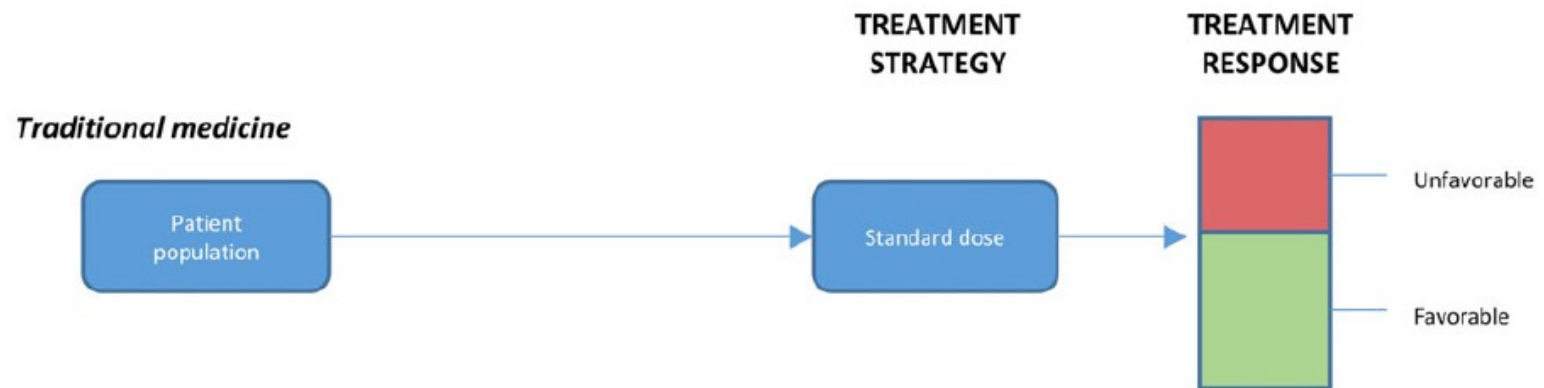 TREATMENT
STRATEGY
TREATMENT
RESPONSE
Traditional medicine
Patient
population
Standard dose
Unfavorable
Favorable